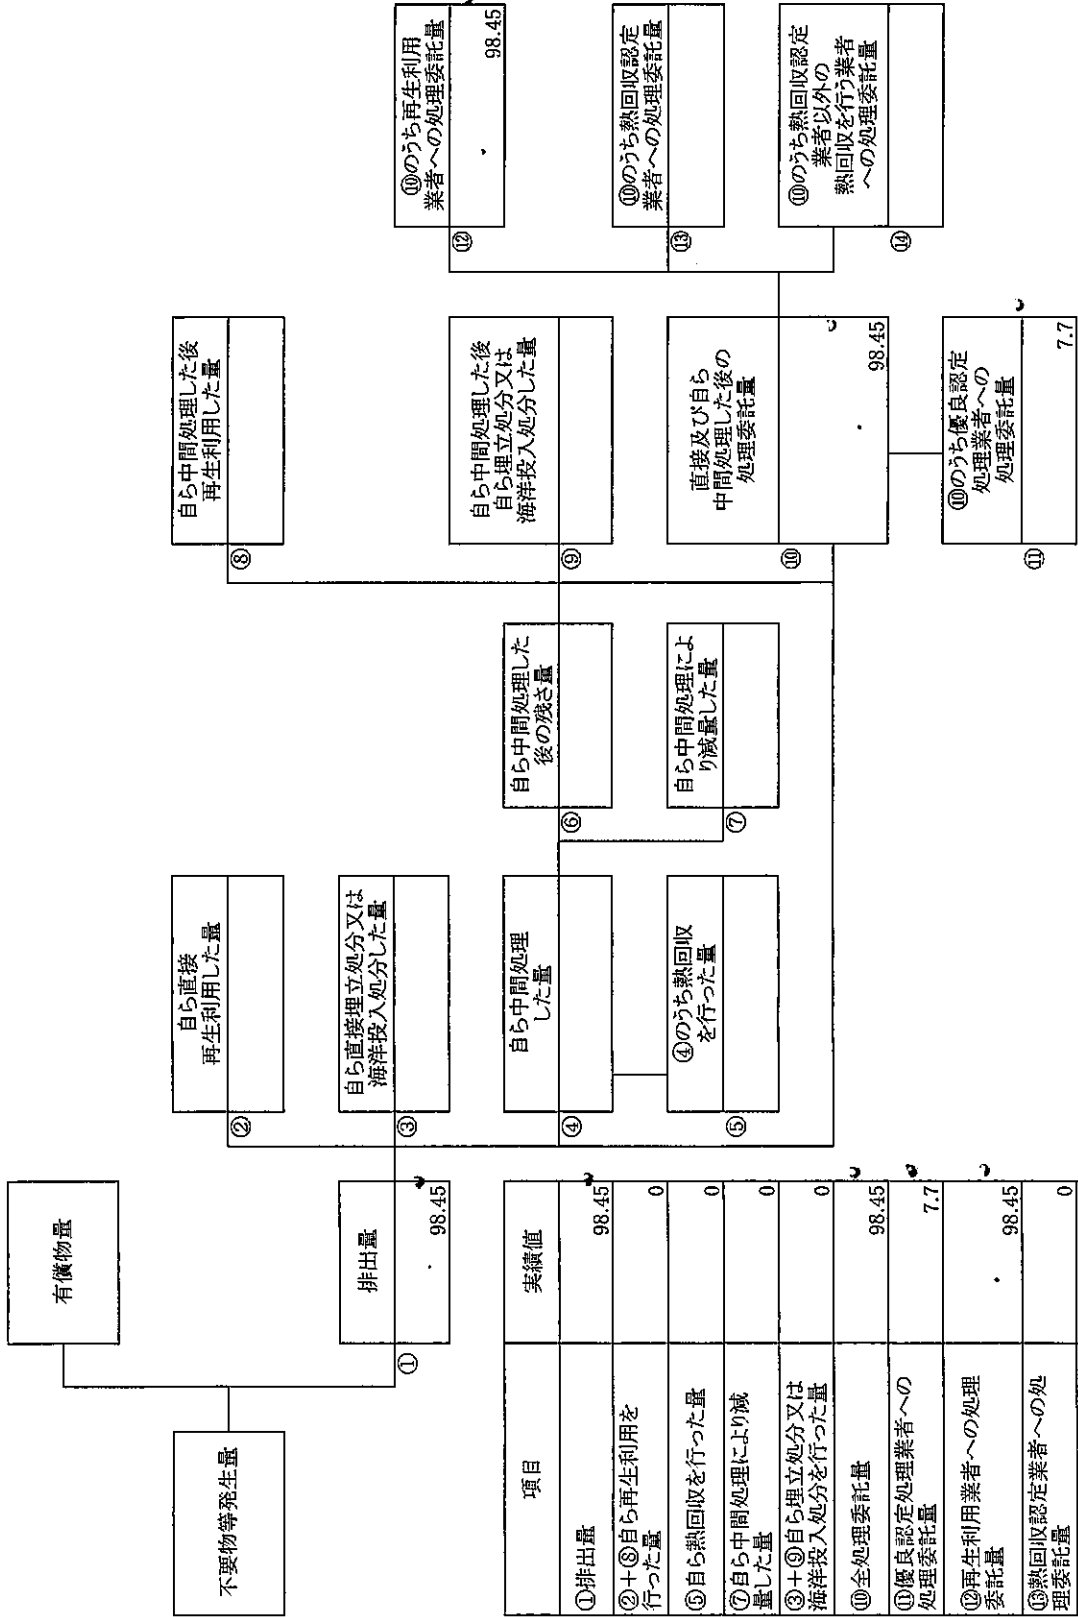 不要物等発生量
有償物量
①
排出量
98.45
②
自ら直接
再生利用した量
③
自ら直接埋立処分又は
海洋投入処分した量
④
自ら中間処理
した量
⑤
④のうち熱回収
を行った量
⑥
自ら中間処理した
後の残さ量
⑦
自ら中間処理によ
り減量した量
⑧
自ら中間処理した後
再生利用した量
⑨
自ら中間処理した後
自ら埋立処分又は
海洋投入処分した量
⑩
直接及び自ら
中間処理した後の
処理委託量
98.45
⑪
⑩のうち優良認定
処理業者への
処理委託量
7.7
⑫
⑩のうち再生利用
業者への処理委託量
98.45
⑬
⑩のうち熱回収認定
業者への処理委託量
⑭
⑩のうち熱回収認定
業者以外の
熱回収を行う業者
への処理委託量
項目 実績値
①排出量 98.45
②+⑧自ら再生利用を
行った量 0
⑤自ら熱回収を行った量 0
⑦自ら中間処理により減
量した量 0
③+⑨自ら埋立処分又は
海洋投入処分を行った量 0
⑩全処理委託量 98.45
⑪優良認定処理業者への
処理委託量 7.7
⑫再生利用業者への処理
委託量 98.45
⑬熱回収認定業者への処
理委託量 0